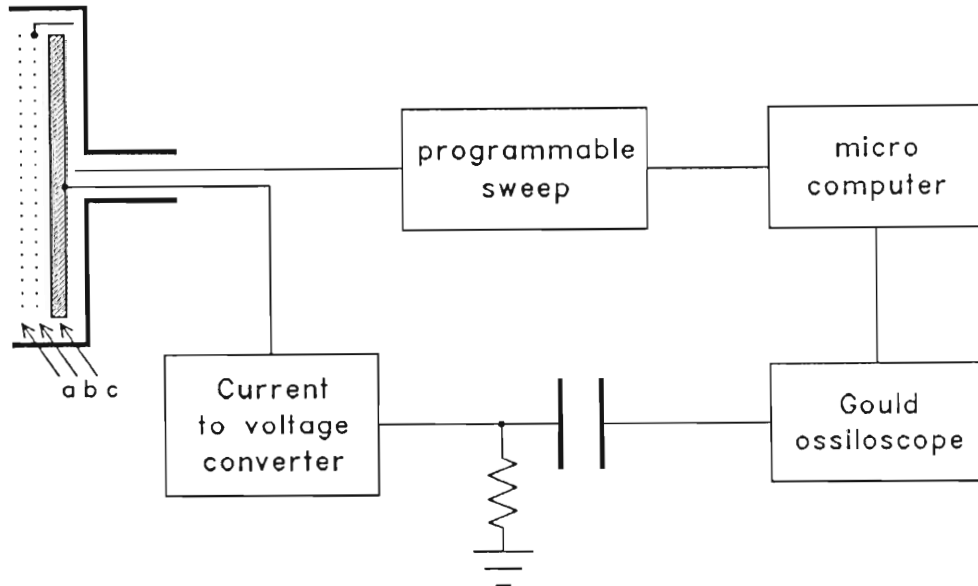 programmable
sweep
micro
computer
a b c
Current
to voltage
converter
Gould
ossiloscope